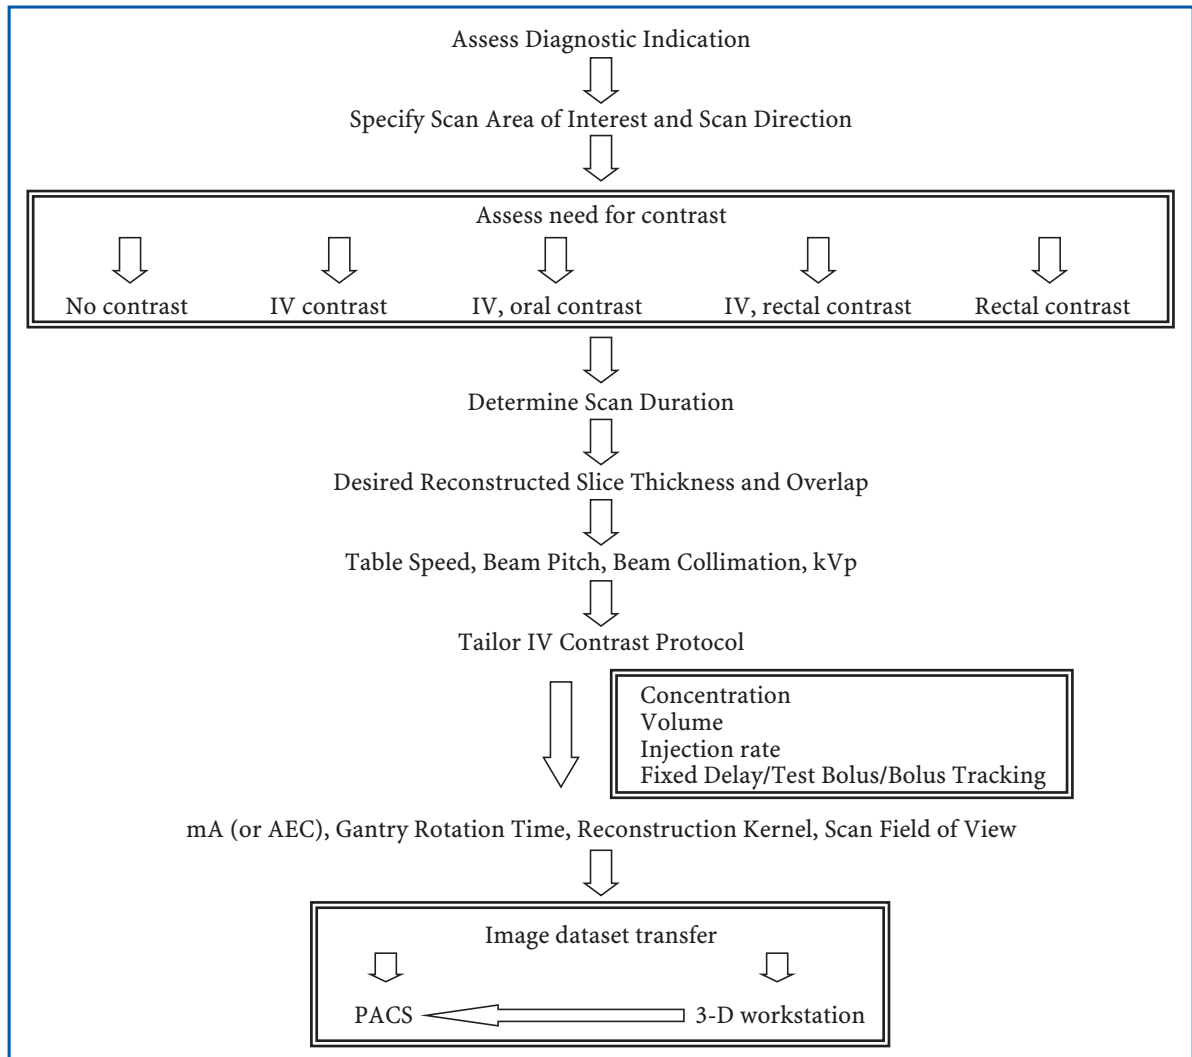 Assess Diagnostic Indication
Specify Scan Area of Interest and Scan Direction
Assess need for contrast
No contrast
IV contrast
IV, oral contrast
IV, rectal contrast
Rectal contrast
Determine Scan Duration
Desired Reconstructed Slice Thickness and Overlap
Table Speed, Beam Pitch, Beam Collimation, kVp
Tailor IV Contrast Protocol
Concentration
Volume
Injection rate
Fixed Delay/Test Bolus/Bolus Tracking
mA (or AEC), Gantry Rotation Time, Reconstruction Kernel, Scan Field of View
Image dataset transfer
PACS
3-D workstation